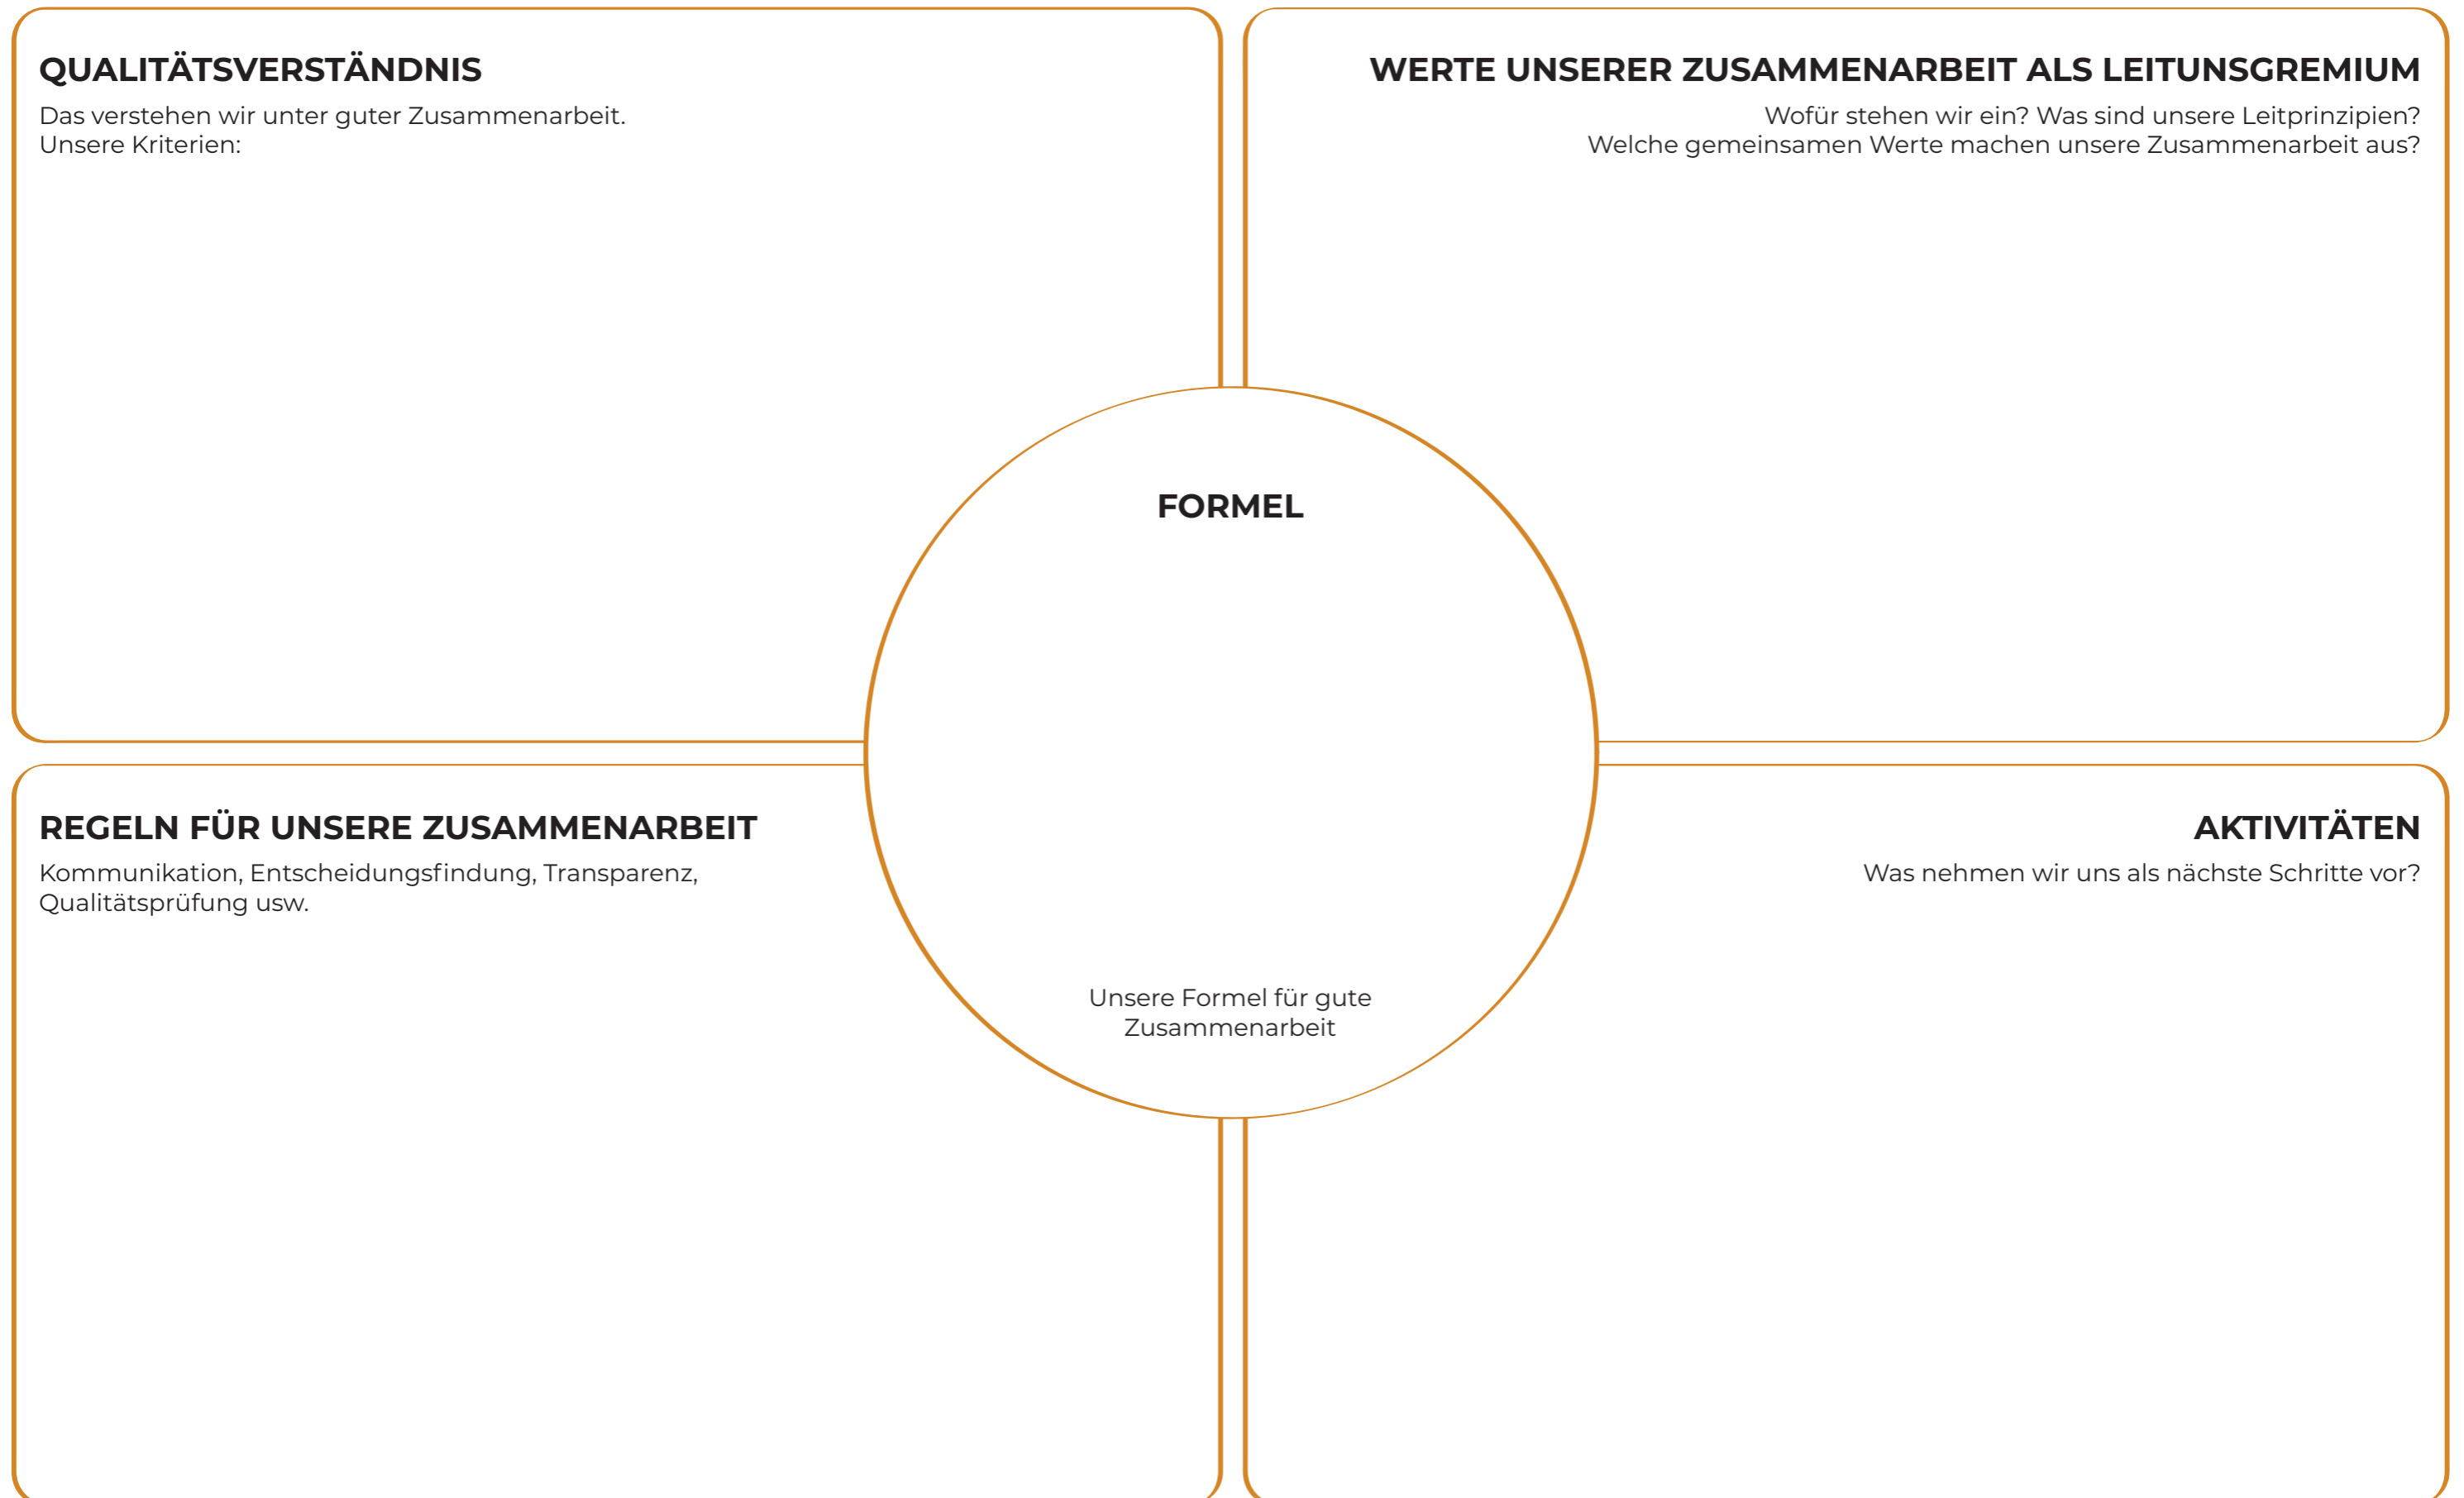 QUALITÄTSVERSTÄNDNIS
Das verstehen wir unter guter Zusammenarbeit.
Unsere Kriterien:
WERTE UNSERER ZUSAMMENARBEIT ALS LEITUNSGREMIUM
Wofür stehen wir ein? Was sind unsere Leitprinzipien?
Welche gemeinsamen Werte machen unsere Zusammenarbeit aus?
FORMEL
Unsere Formel für gute
Zusammenarbeit
REGELN FÜR UNSERE ZUSAMMENARBEIT
Kommunikation, Entscheidungsfindung, Transparenz,
Qualitätsprüfung usw.
AKTIVITÄTEN
Was nehmen wir uns als nächste Schritte vor?